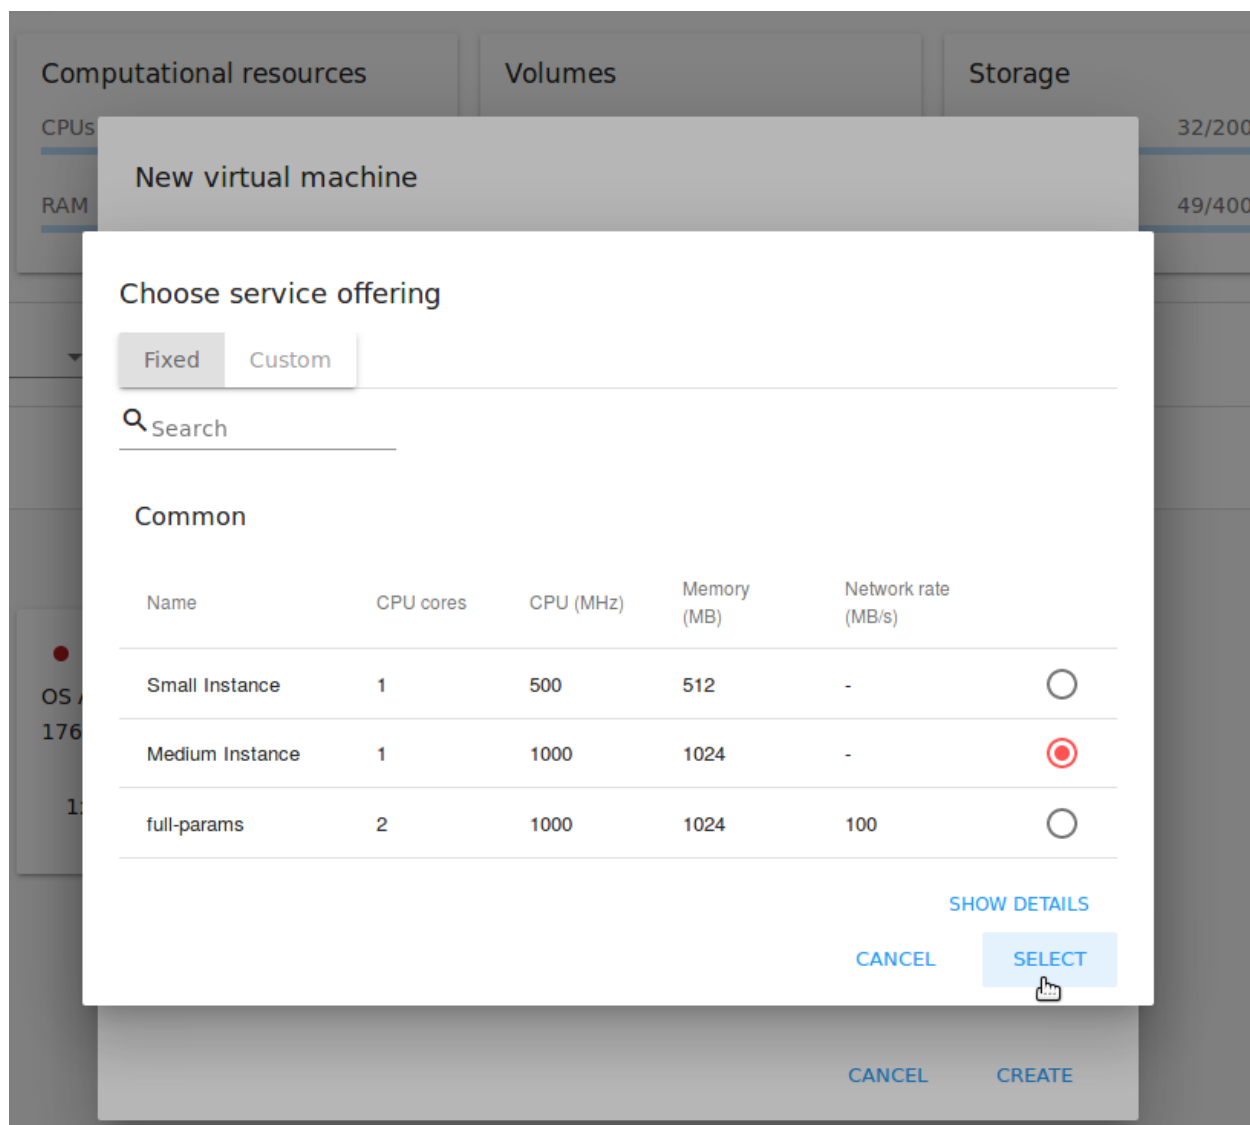 Computational resources
Volumes
Storage
CPUs
32/200
New virtual machine
RAM
49/400
Choose service offering
Fixed Custom
Search
Common
Name CPU cores CPU (MHz) Memory (MB) Network rate (MB/s)
Small Instance 1 500 512 -
Medium Instance 1 1000 1024 -
full-params 2 1000 1024 100
OS
176
SHOW DETAILS
CANCEL SELECT
CANCEL CREATE